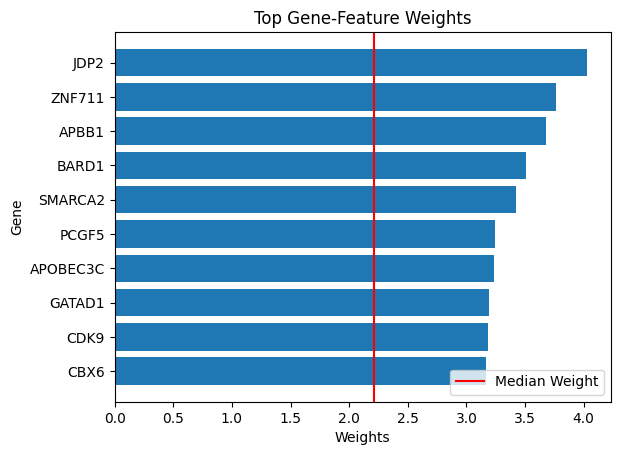 Top Gene-Feature Weights
Gene
JDP2
ZNF711
APBB1
BARD1
SMARCA2
PCGF5
APOBEC3C
GATAD1
CDK9
CBX6
Median Weight
0.0 0.5 1.0 1.5 2.0 2.5 3.0 3.5 4.0
Weights